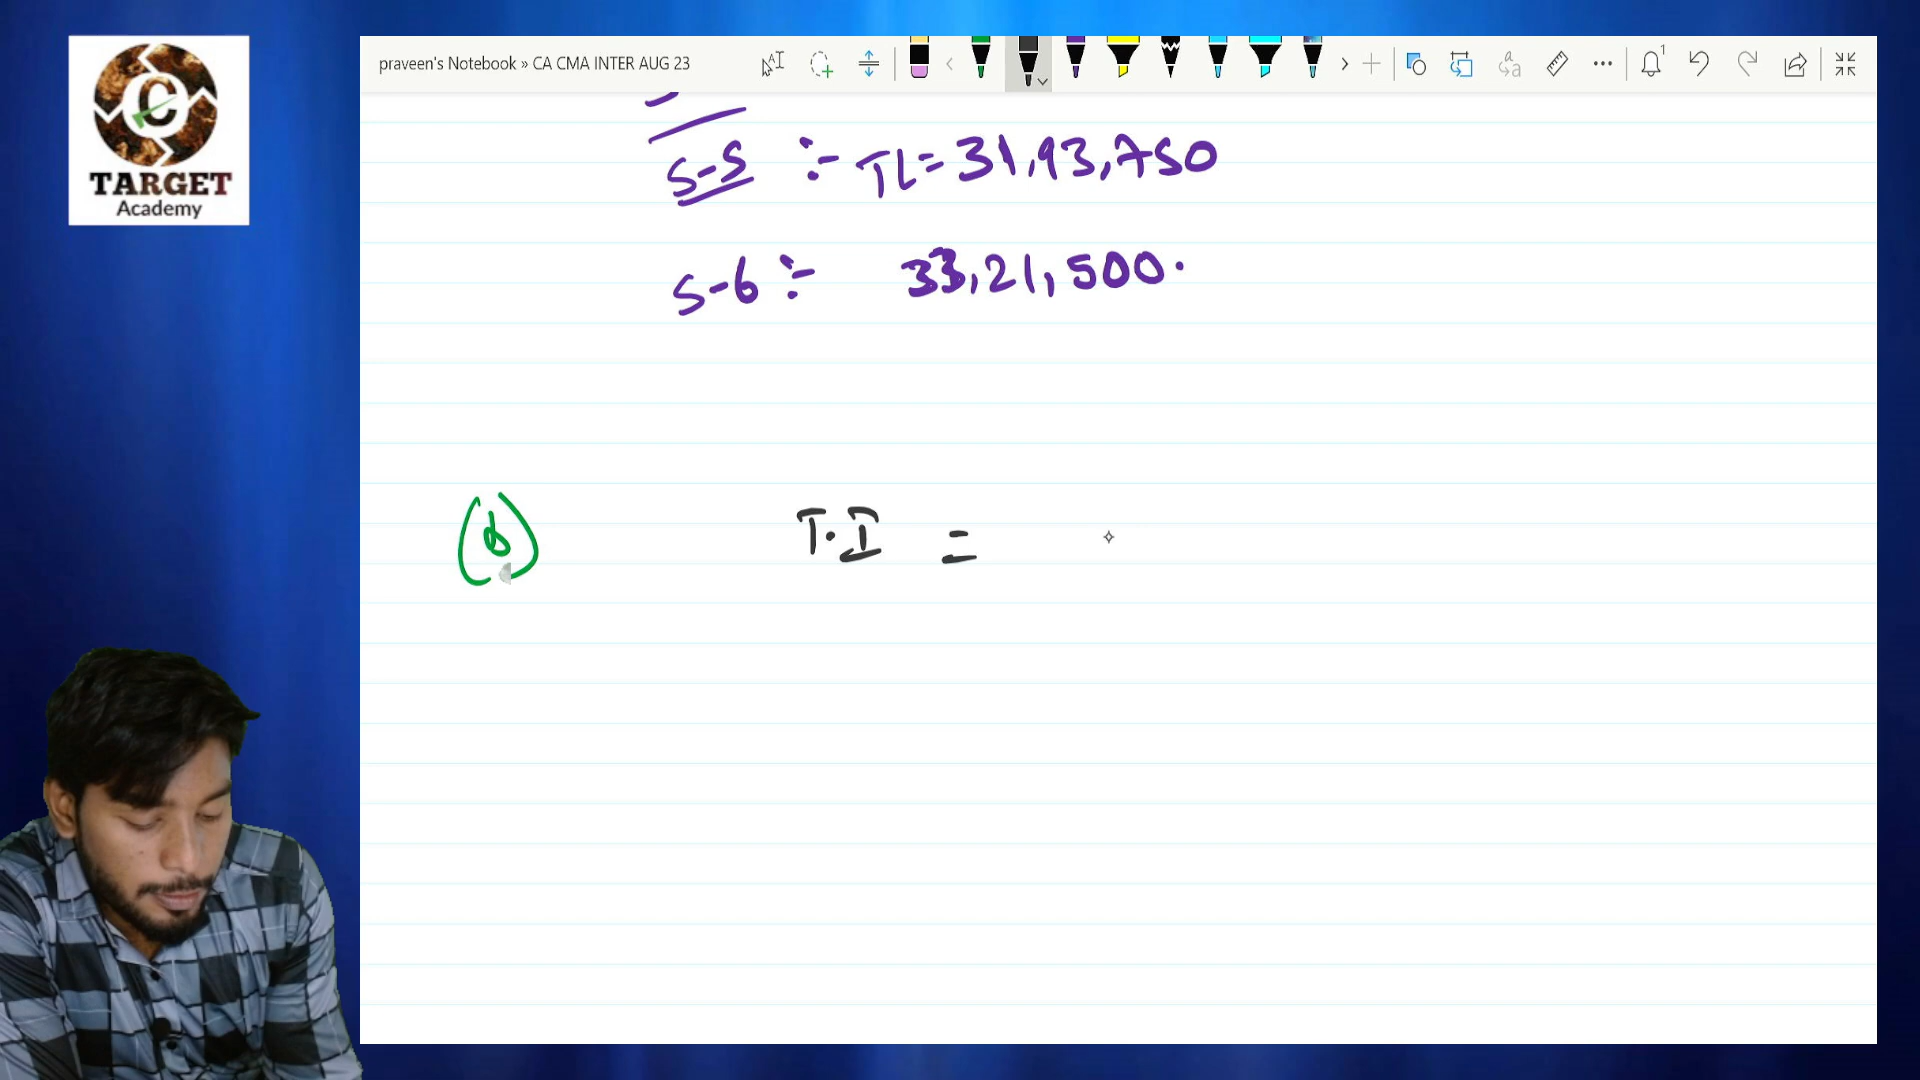 TARGET
Academy
praveen's Notebook » CA CMA INTER AUG 23
S-5 :- TL = 31,93,750
S-6 :- 33,21,500.
(b) T.I =